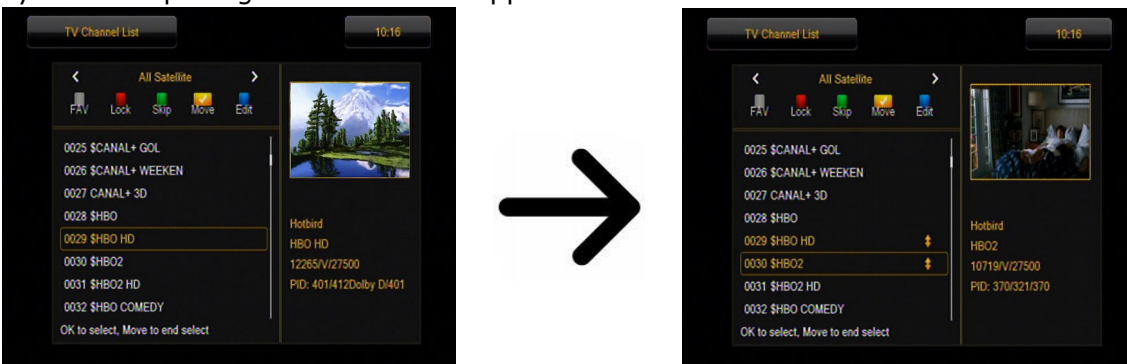 TV Channel List 10:16
All Satellite
FAV Lock Skip Move Edit
0025 $CANAL+ GOL
0026 $CANAL+ WEEKEN
0027 CANAL+ 3D
0028 $HBO
0029 $HBO HD
0030 $HBO2
0031 $HBO2 HD
0032 $HBO COMEDY
OK to select, Move to end select
Hotbird
HBO HD
12265/V/27500
PID: 401/412Dolby D/401
TV Channel List 10:16
All Satellite
FAV Lock Skip Move Edit
0025 $CANAL+ GOL
0026 $CANAL+ WEEKEN
0027 CANAL+ 3D
0028 $HBO
0029 $HBO HD
0030 $HBO2
0031 $HBO2 HD
0032 $HBO COMEDY
OK to select, Move to end select
Hotbird
HBO2
10719/V/27500
PID: 370/321/370